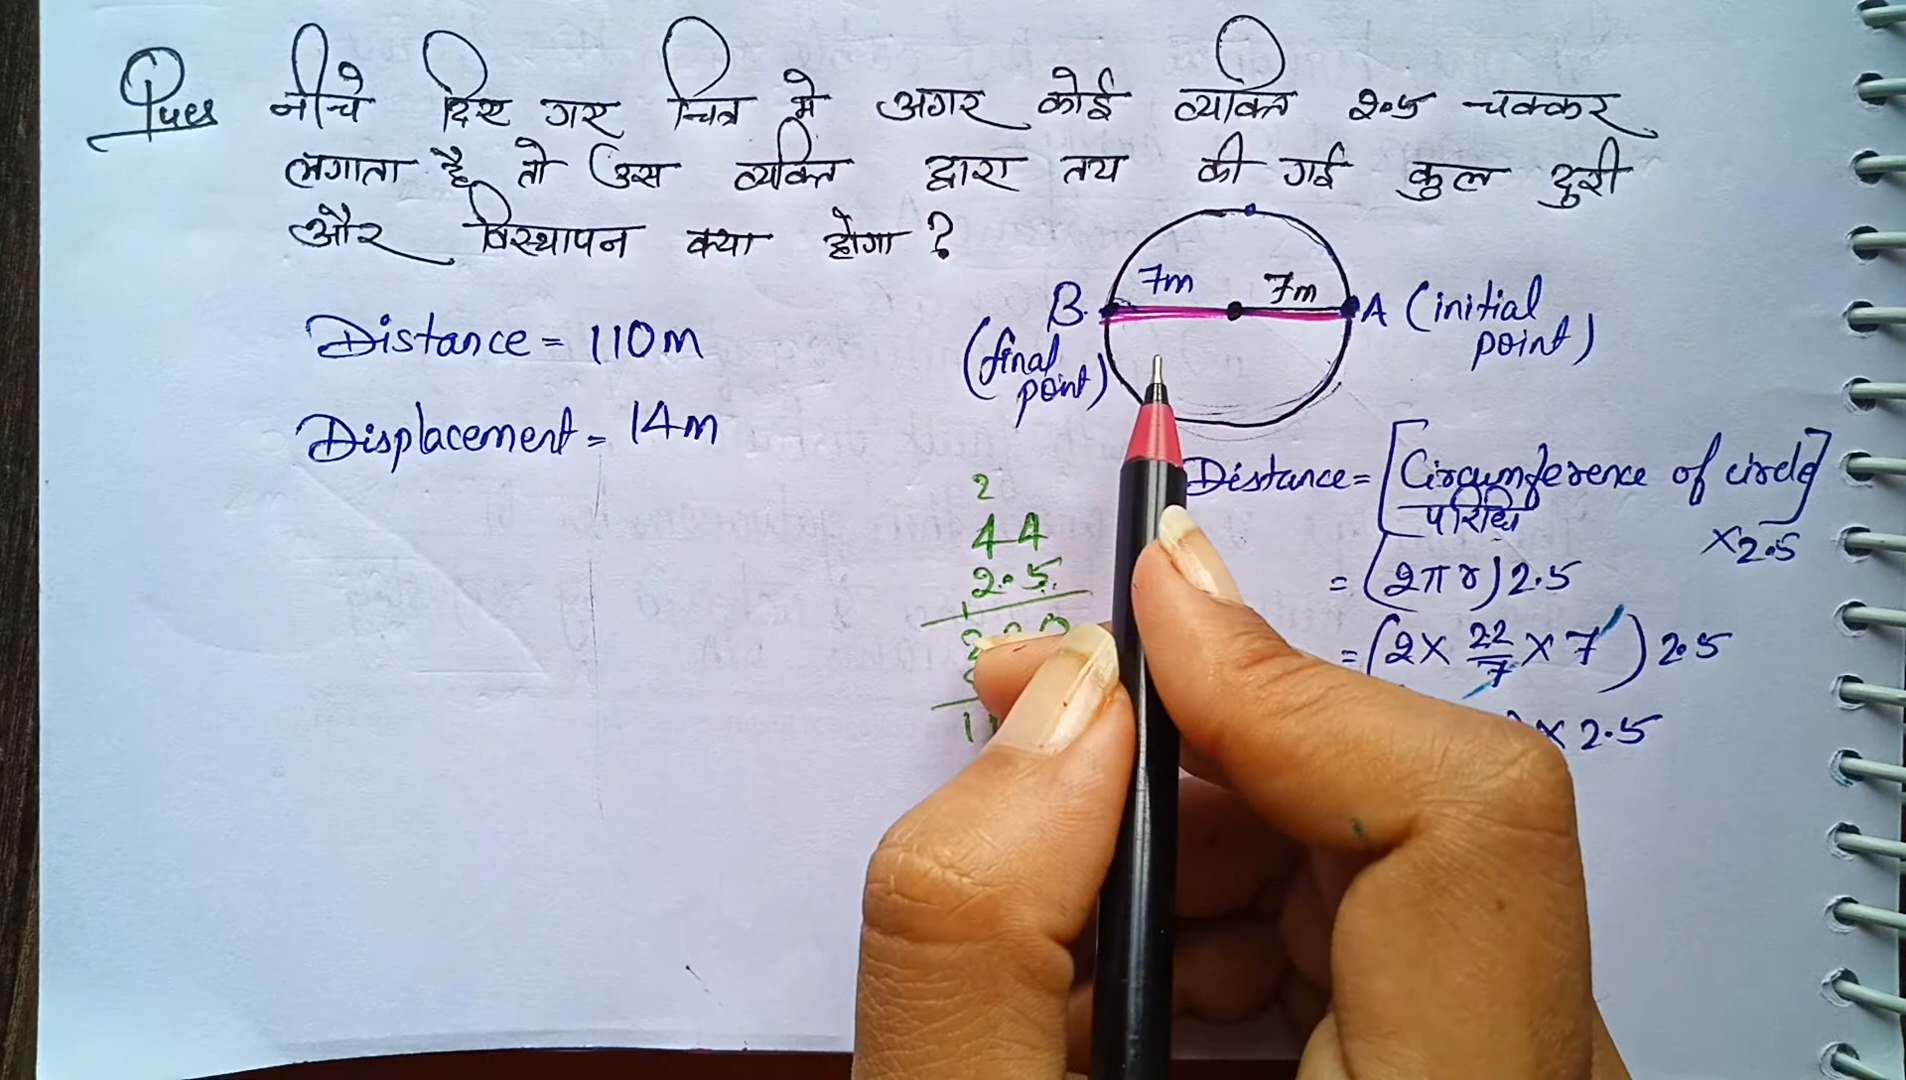 Ques नीचे दिए गए चित्र मे अगर कोई व्यक्ति 2.5 चक्कर
लगाता है तो उस व्यक्ति द्वारा तय की गई कुल दुरी
और विस्थापन क्या होगा ?
7m 7m
B A (initial point)
(final point)
Distance = 110m
Displacement = 14m
Distance = [Circumference of circle]
परिधि
×2.5
= (2πr) 2.5
= (2 × 22/7 × 7) 2.5
× 2.5
2
44
2.5